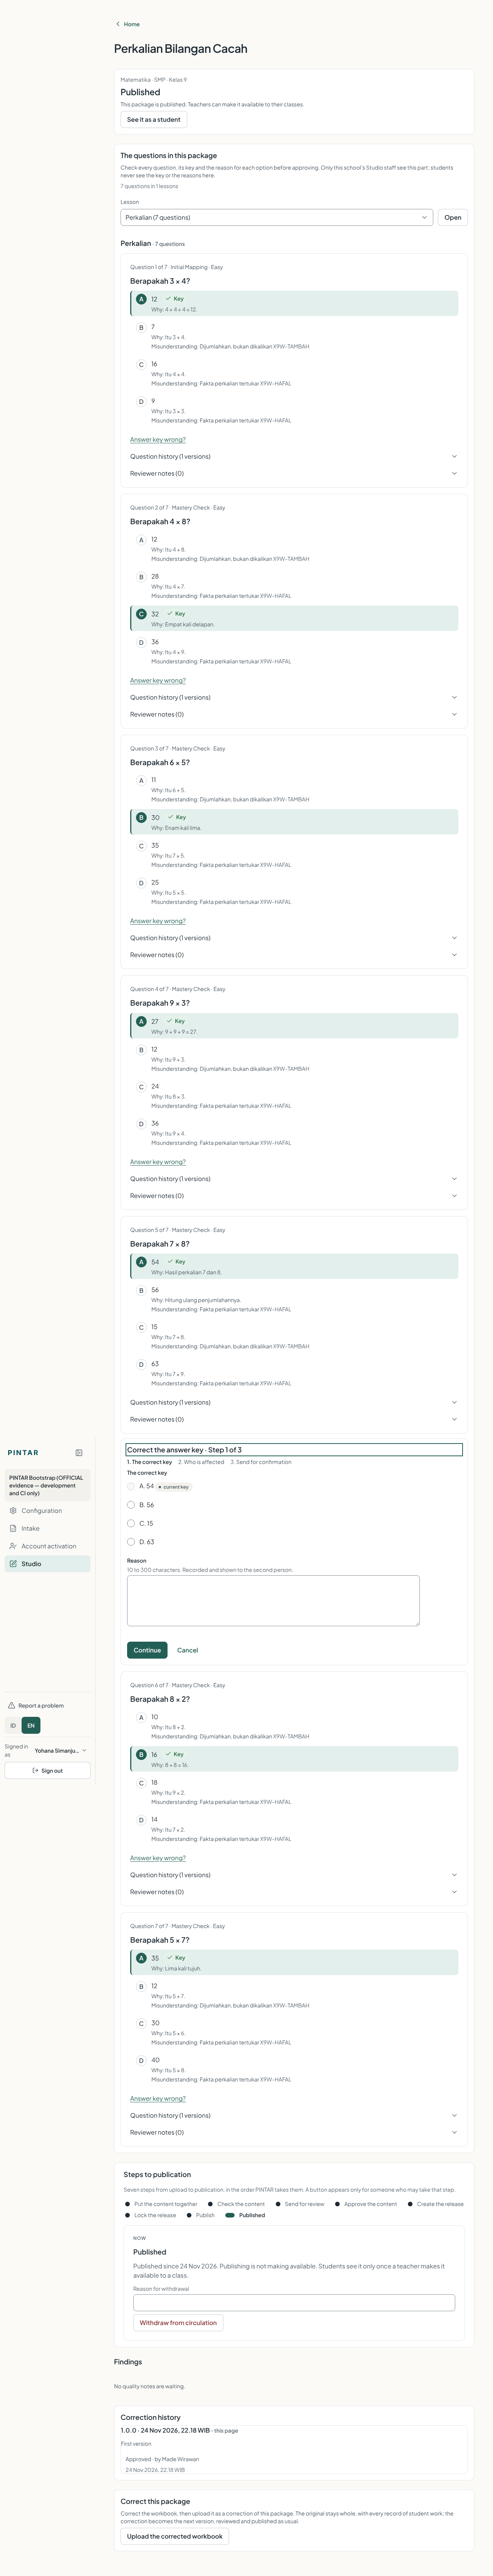 Home
Perkalian Bilangan Cacah
Matematika · SMP · Kelas 9
Published
This package is published. Teachers can make it available to their classes.
See it as a student
The questions in this package
Check every question, its key and the reason for each option before approving. Only this school's Studio staff see this part; students
never see the key or the reasons here.
7 questions in 1 lessons
Lesson
Perkalian (7 questions)
Open
Perkalian · 7 questions
Question 1 of 7 · Initial Mapping · Easy
Berapakah 3 × 4?
A 12 Key
Why: 4 + 4 + 4 = 12.
B 7
Why: Itu 3 + 4.
Misunderstanding: Dijumlahkan, bukan dikalikan X9W-TAMBAH
C 16
Why: Itu 4 × 4.
Misunderstanding: Fakta perkalian tertukar X9W-HAFAL
D 9
Why: Itu 3 × 3.
Misunderstanding: Fakta perkalian tertukar X9W-HAFAL
Answer key wrong?
Question history (1 versions)
Reviewer notes (0)
Question 2 of 7 · Mastery Check · Easy
Berapakah 4 × 8?
A 12
Why: Itu 4 + 8.
Misunderstanding: Dijumlahkan, bukan dikalikan X9W-TAMBAH
B 28
Why: Itu 4 × 7.
Misunderstanding: Fakta perkalian tertukar X9W-HAFAL
C 32 Key
Why: Empat kali delapan.
D 36
Why: Itu 4 × 9.
Misunderstanding: Fakta perkalian tertukar X9W-HAFAL
Answer key wrong?
Question history (1 versions)
Reviewer notes (0)
Question 3 of 7 · Mastery Check · Easy
Berapakah 6 × 5?
A 11
Why: Itu 6 + 5.
Misunderstanding: Dijumlahkan, bukan dikalikan X9W-TAMBAH
B 30 Key
Why: Enam kali lima.
C 35
Why: Itu 7 × 5.
Misunderstanding: Fakta perkalian tertukar X9W-HAFAL
D 25
Why: Itu 5 × 5.
Misunderstanding: Fakta perkalian tertukar X9W-HAFAL
Answer key wrong?
Question history (1 versions)
Reviewer notes (0)
Question 4 of 7 · Mastery Check · Easy
Berapakah 9 × 3?
A 27 Key
Why: 9 + 9 + 9 = 27.
B 12
Why: Itu 9 + 3.
Misunderstanding: Dijumlahkan, bukan dikalikan X9W-TAMBAH
C 24
Why: Itu 8 × 3.
Misunderstanding: Fakta perkalian tertukar X9W-HAFAL
D 36
Why: Itu 9 × 4.
Misunderstanding: Fakta perkalian tertukar X9W-HAFAL
Answer key wrong?
Question history (1 versions)
Reviewer notes (0)
Question 5 of 7 · Mastery Check · Easy
Berapakah 7 × 8?
A 54 Key
Why: Hasil perkalian 7 dan 8.
B 56
Why: Hitung ulang penjumlahannya.
Misunderstanding: Fakta perkalian tertukar X9W-HAFAL
C 15
Why: Itu 7 + 8.
Misunderstanding: Dijumlahkan, bukan dikalikan X9W-TAMBAH
D 63
Why: Itu 7 × 9.
Misunderstanding: Fakta perkalian tertukar X9W-HAFAL
Question history (1 versions)
Reviewer notes (0)
Correct the answer key · Step 1 of 3
1. The correct key 2. Who is affected 3. Send for confirmation
The correct key
A. 54 current key
B. 56
C. 15
D. 63
Reason
10 to 300 characters. Recorded and shown to the second person.
Continue
Cancel
PINTAR
PINTAR Bootstrap (OFFICIAL
evidence — development
and CI only)
Configuration
Intake
Account activation
Studio
Report a problem
ID EN
Signed in
as
Yohana Simanju...
Sign out
Question 6 of 7 · Mastery Check · Easy
Berapakah 8 × 2?
A 10
Why: Itu 8 + 2.
Misunderstanding: Dijumlahkan, bukan dikalikan X9W-TAMBAH
B 16 Key
Why: 8 + 8 = 16.
C 18
Why: Itu 9 × 2.
Misunderstanding: Fakta perkalian tertukar X9W-HAFAL
D 14
Why: Itu 7 × 2.
Misunderstanding: Fakta perkalian tertukar X9W-HAFAL
Answer key wrong?
Question history (1 versions)
Reviewer notes (0)
Question 7 of 7 · Mastery Check · Easy
Berapakah 5 × 7?
A 35 Key
Why: Lima kali tujuh.
B 12
Why: Itu 5 + 7.
Misunderstanding: Dijumlahkan, bukan dikalikan X9W-TAMBAH
C 30
Why: Itu 5 × 6.
Misunderstanding: Fakta perkalian tertukar X9W-HAFAL
D 40
Why: Itu 5 × 8.
Misunderstanding: Fakta perkalian tertukar X9W-HAFAL
Answer key wrong?
Question history (1 versions)
Reviewer notes (0)
Steps to publication
Seven steps from upload to publication, in the order PINTAR takes them. A button appears only for someone who may take that step.
Put the content together Check the content Send for review Approve the content Create the release
Lock the release Publish Published
NOW
Published
Published since 24 Nov 2026. Publishing is not making available. Students see it only once a teacher makes it
available to a class.
Reason for withdrawal
Withdraw from circulation
Findings
No quality notes are waiting.
Correction history
1.0.0 · 24 Nov 2026, 22.18 WIB · this page
First version
Approved · by Made Wirawan
24 Nov 2026, 22.18 WIB
Correct this package
Correct the workbook, then upload it as a correction of this package. The original stays whole, with every record of student work; the
correction becomes the next version, reviewed and published as usual.
Upload the corrected workbook